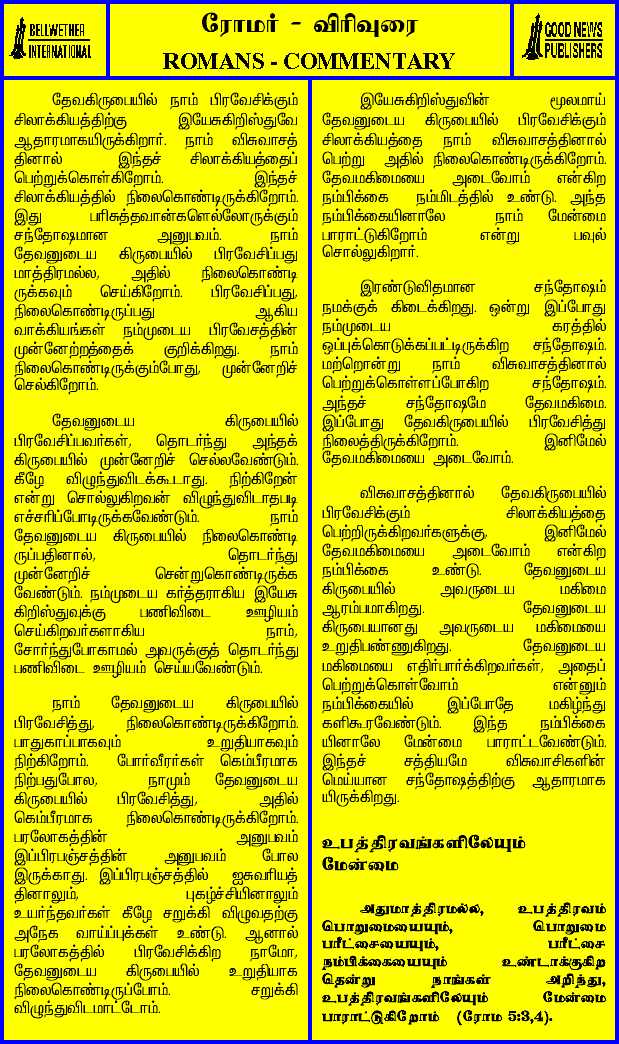 BELLWETHER
INTERNATIONAL
ரோமர் - விரிவுரை
ROMANS - COMMENTARY
GOOD NEWS
PUBLISHERS
தேவகிருபையில் நாம் பிரவேசிக்கும்
சிலாக்கியத்திற்கு இயேசுகிறிஸ்துவே
ஆதாரமாகயிருக்கிறார். நாம் விசுவாசத்
தினால் இந்தச் சிலாக்கியத்தைப்
பெற்றுக்கொள்கிறோம். இந்தச்
சிலாக்கியத்தில் நிலைகொண்டிருக்கிறோம்.
இது பரிசுத்தவான்களெல்லோருக்கும்
சந்தோஷமான அனுபவம். நாம்
தேவனுடைய கிருபையில் பிரவேசிப்பது
மாத்திரமல்ல, அதில் நிலைகொண்டி
ருக்கவும் செய்கிறோம். பிரவேசிப்பது,
நிலைகொண்டிருப்பது ஆகிய
வாக்கியங்கள் நம்முடைய பிரவேசத்தின்
முன்னேற்றத்தைக் குறிக்கிறது. நாம்
நிலைகொண்டிருக்கும்போது, முன்னேறிச்
செல்கிறோம்.
தேவனுடைய கிருபையில்
பிரவேசிப்பவர்கள், தொடர்ந்து அந்தக்
கிருபையில் முன்னேறிச் செல்லவேண்டும்.
கீழே விழுந்துவிடக்கூடாது. நிற்கிறேன்
என்று சொல்லுகிறவன் விழுந்துவிடாதபடி
எச்சரிப்போடிருக்கவேண்டும். நாம்
தேவனுடைய கிருபையில் நிலைகொண்டி
ருப்பதினால், தொடர்ந்து
முன்னேறிச் சென்றுகொண்டிருக்க
வேண்டும். நம்முடைய கர்த்தராகிய இயேசு
கிறிஸ்துவுக்கு பணிவிடை ஊழியம்
செய்கிறவர்களாகிய நாம்,
சோர்ந்துபோகாமல் அவருக்குத் தொடர்ந்து
பணிவிடை ஊழியம் செய்யவேண்டும்.
நாம் தேவனுடைய கிருபையில்
பிரவேசித்து, நிலைகொண்டிருக்கிறோம்.
பாதுகாப்பாகவும் உறுதியாகவும்
நிற்கிறோம். போர்வீரர்கள் கெம்பீரமாக
நிற்பதுபோல, நாமும் தேவனுடைய
கிருபையில் பிரவேசித்து, அதில்
கெம்பீரமாக நிலைகொண்டிருக்கிறோம்.
பரலோகத்தின் அனுபவம்
இப்பிரபஞ்சத்தின் அனுபவம் போல
இருக்காது. இப்பிரபஞ்சத்தில் ஐசுவரியத்
தினாலும், புகழ்ச்சியினாலும்
உயர்ந்தவர்கள் கீழே சறுக்கி விழுவதற்கு
அநேக வாய்ப்புக்கள் உண்டு. ஆனால்
பரலோகத்தில் பிரவேசிக்கிற நாமோ,
தேவனுடைய கிருபையில் உறுதியாக
நிலைகொண்டிருப்போம். சறுக்கி
விழுந்துவிடமாட்டோம்.
இயேசுகிறிஸ்துவின் மூலமாய்
தேவனுடைய கிருபையில் பிரவேசிக்கும்
சிலாக்கியத்தை நாம் விசுவாசத்தினால்
பெற்று அதில் நிலைகொண்டிருக்கிறோம்.
தேவமகிமையை அடைவோம் என்கிற
நம்பிக்கை நம்மிடத்தில் உண்டு. அந்த
நம்பிக்கையினாலே நாம் மேன்மை
பாராட்டுகிறோம் என்று பவுல்
சொல்லுகிறார்.
இரண்டுவிதமான சந்தோஷம்
நமக்குக் கிடைக்கிறது. ஒன்று இப்போது
நம்முடைய கரத்தில்
ஒப்புக்கொடுக்கப்பட்டிருக்கிற சந்தோஷம்.
மற்றொன்று நாம் விசுவாசத்தினால்
பெற்றுக்கொள்ளப்போகிற சந்தோஷம்.
அந்தச் சந்தோஷமே தேவமகிமை.
இப்போது தேவகிருபையில் பிரவேசித்து
நிலைத்திருக்கிறோம். இனிமேல்
தேவமகிமையை அடைவோம்.
விசுவாசத்தினால் தேவகிருபையில்
பிரவேசிக்கும் சிலாக்கியத்தை
பெற்றிருக்கிறவர்களுக்கு, இனிமேல்
தேவமகிமையை அடைவோம் என்கிற
நம்பிக்கை உண்டு. தேவனுடைய
கிருபையில் அவருடைய மகிமை
ஆரம்பமாகிறது. தேவனுடைய
கிருபையானது அவருடைய மகிமையை
உறுதிபண்ணுகிறது. தேவனுடைய
மகிமையை எதிர்பார்க்கிறவர்கள், அதைப்
பெற்றுக்கொள்வோம் என்னும்
நம்பிக்கையில் இப்போதே மகிழ்ந்து
களிகூரவேண்டும். இந்த நம்பிக்கை
யினாலே மேன்மை பாராட்டவேண்டும்.
இந்தச் சத்தியமே விசுவாசிகளின்
மெய்யான சந்தோஷத்திற்கு ஆதாரமாக
யிருக்கிறது.
உபத்திரவங்களிலேயும்
மேன்மை
அதுமாத்திரமல்ல, உபத்திரவம்
பொறுமையையும், பொறுமை
பரீட்சையையும், பரீட்சை
நம்பிக்கையையும் உண்டாக்குகிற
தென்று நாங்கள் அறிந்து,
உபத்திரவங்களிலேயும் மேன்மை
பாராட்டுகிறோம் (ரோம 5:3,4).